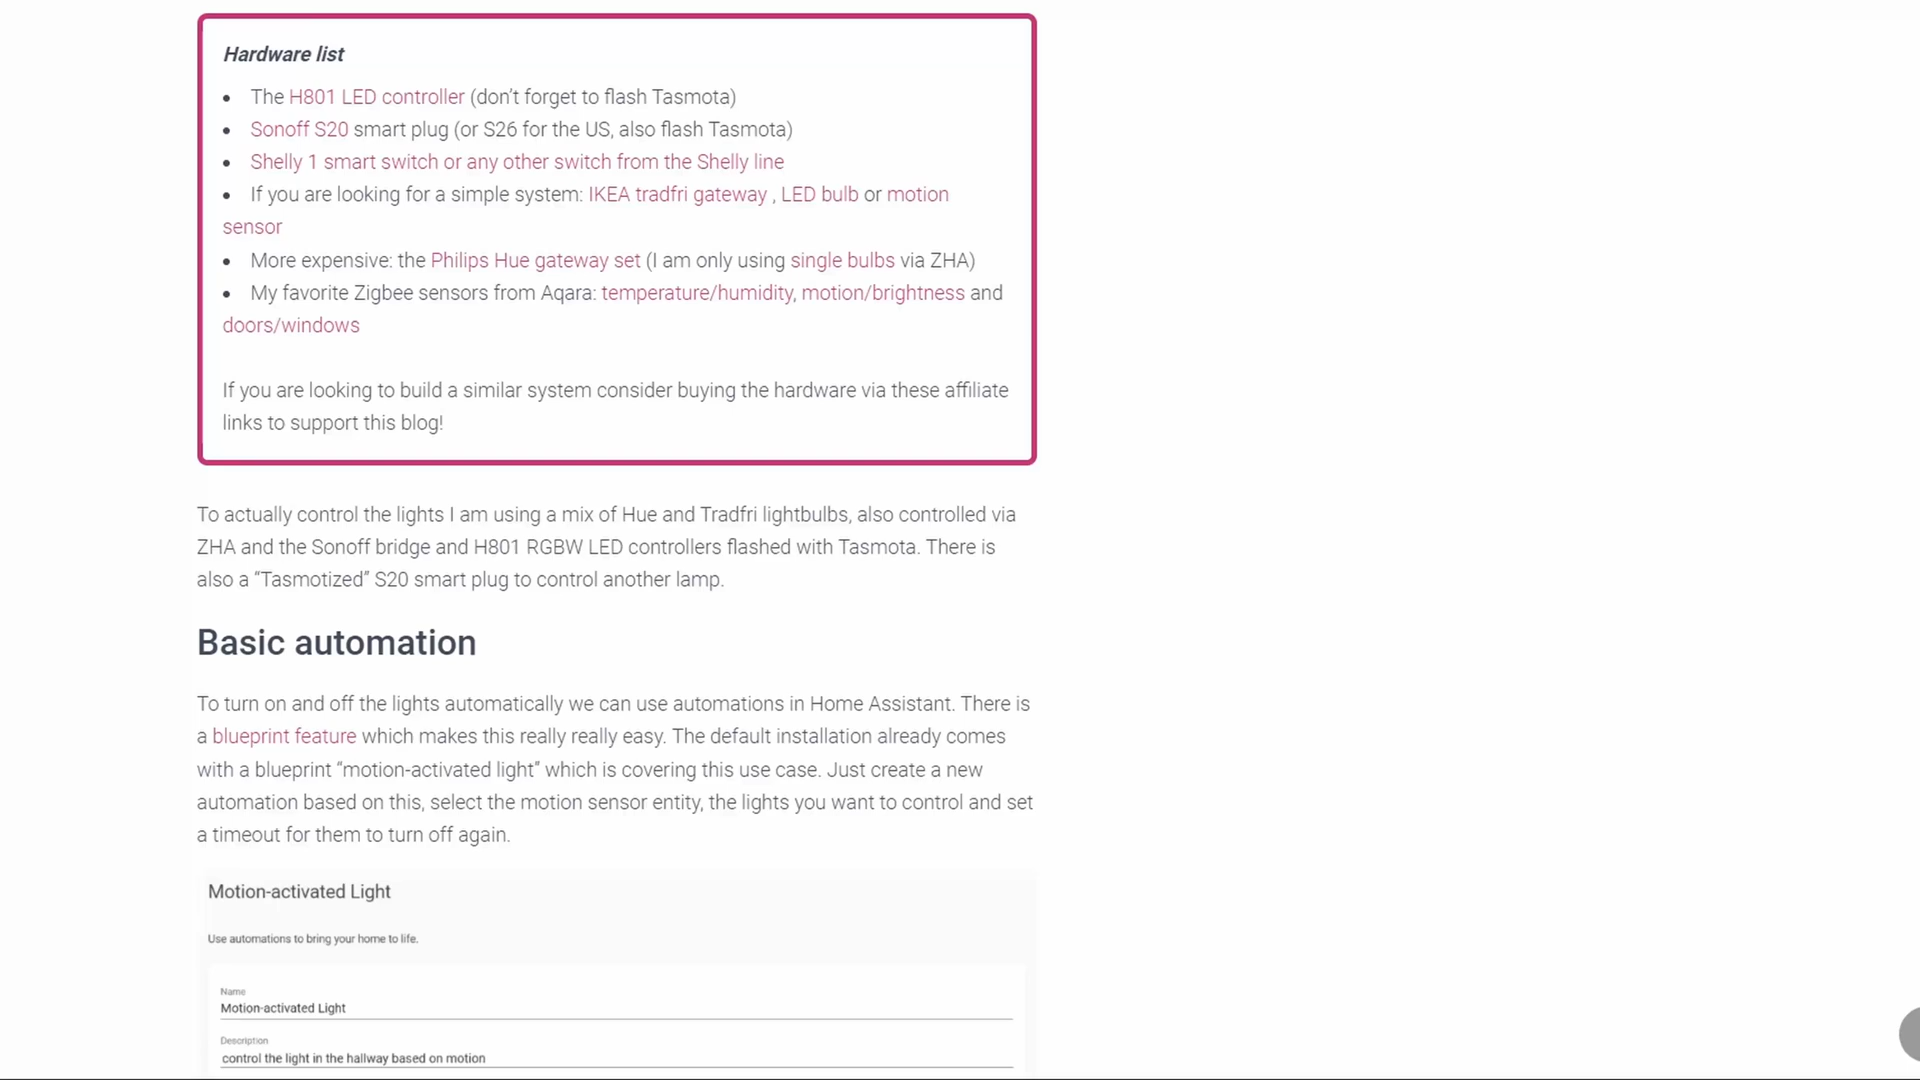 Hardware list
• The H801 LED controller (don’t forget to flash Tasmota)
• Sonoff S20 smart plug (or S26 for the US, also flash Tasmota)
• Shelly 1 smart switch or any other switch from the Shelly line
• If you are looking for a simple system: IKEA tradfri gateway , LED bulb or motion
sensor
• More expensive: the Philips Hue gateway set (I am only using single bulbs via ZHA)
• My favorite Zigbee sensors from Aqara: temperature/humidity, motion/brightness and
doors/windows
If you are looking to build a similar system consider buying the hardware via these affiliate
links to support this blog!
To actually control the lights I am using a mix of Hue and Tradfri lightbulbs, also controlled via
ZHA and the Sonoff bridge and H801 RGBW LED controllers flashed with Tasmota. There is
also a “Tasmotized” S20 smart plug to control another lamp.
Basic automation
To turn on and off the lights automatically we can use automations in Home Assistant. There is
a blueprint feature which makes this really really easy. The default installation already comes
with a blueprint “motion-activated light” which is covering this use case. Just create a new
automation based on this, select the motion sensor entity, the lights you want to control and set
a timeout for them to turn off again.
Motion-activated Light
Use automations to bring your home to life.
Name
Motion-activated Light
Description
control the light in the hallway based on motion